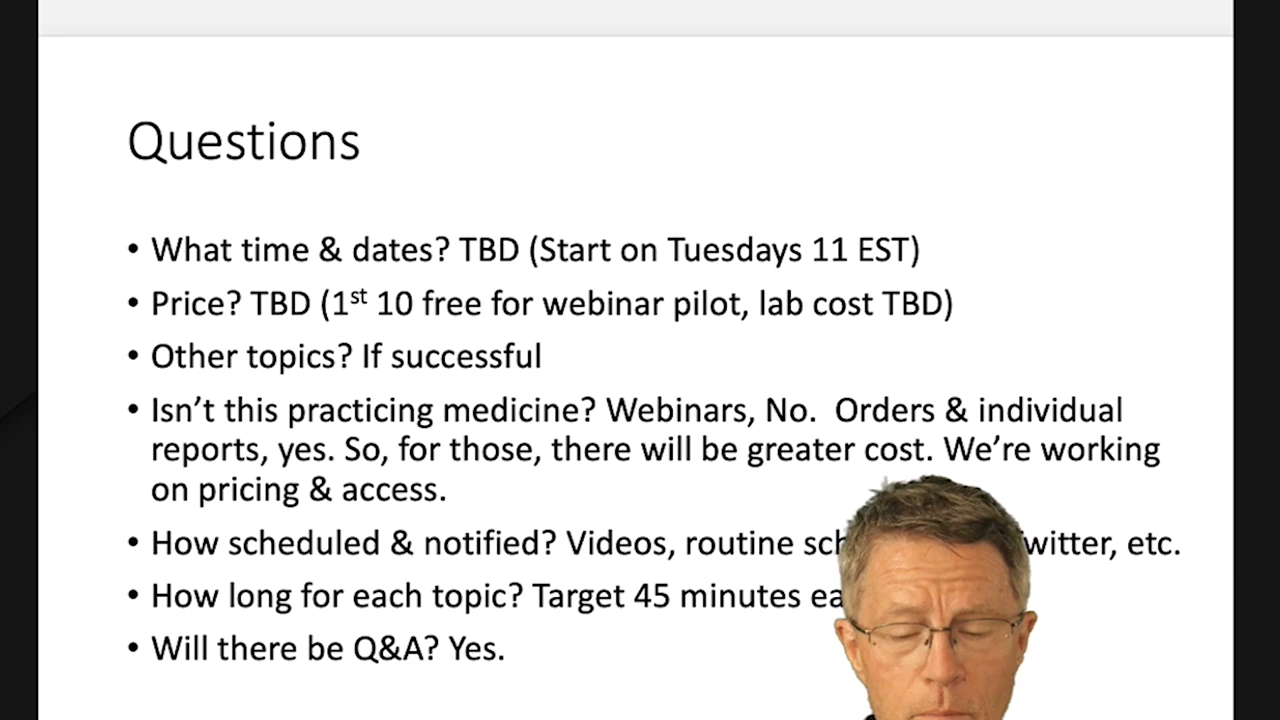 Questions
• What time & dates? TBD (Start on Tuesdays 11 EST)
• Price? TBD (1st 10 free for webinar pilot, lab cost TBD)
• Other topics? If successful
• Isn’t this practicing medicine? Webinars, No.  Orders & individual
reports, yes. So, for those, there will be greater cost. We’re working
on pricing & access.
• How scheduled & notified? Videos, routine etc.
• How long for each topic? Target 45 minutes
• Will there be Q&A? Yes.